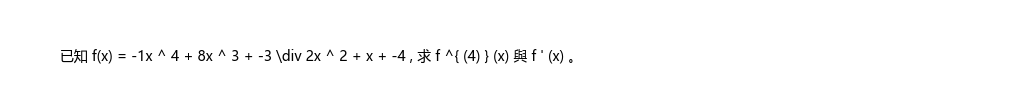 已知 f(x) = -1x ^ 4 + 8x ^ 3 + -3 \div 2x ^ 2 + x + -4 , 求 f ^{ (4) } (x) 與 f ' (x) 。